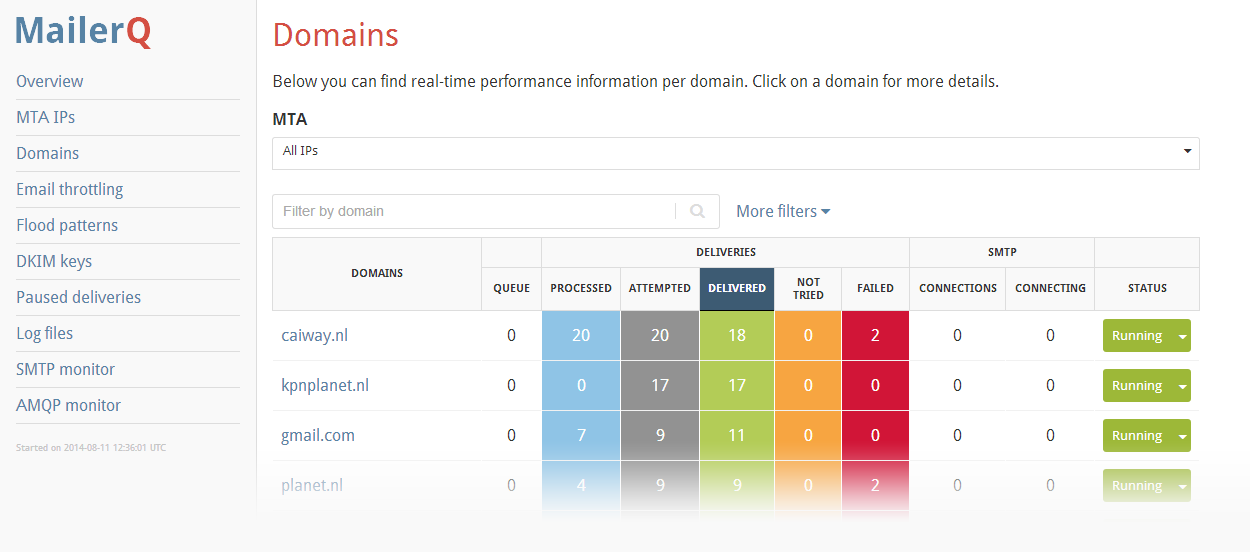 MailerQ
Overview
MTA IPs
Domains
Email throttling
Flood patterns
DKIM keys
Paused deliveries
Log files
SMTP monitor
AMQP monitor
Started on 2014-08-11 12:36:01 UTC
Domains
Below you can find real-time performance information per domain. Click on a domain for more details.
MTA
All IPs
Filter by domain
More filters
DELIVERIES SMTP
DOMAINS QUEUE PROCESSED ATTEMPTED DELIVERED NOT TRIED FAILED CONNECTIONS CONNECTING STATUS
caiway.nl 0 20 20 18 0 2 0 0 Running
kpnplanet.nl 0 0 17 17 0 0 0 0 Running
gmail.com 0 7 9 11 0 0 0 0 Running
planet.nl 0 4 9 9 0 2 0 0 Running